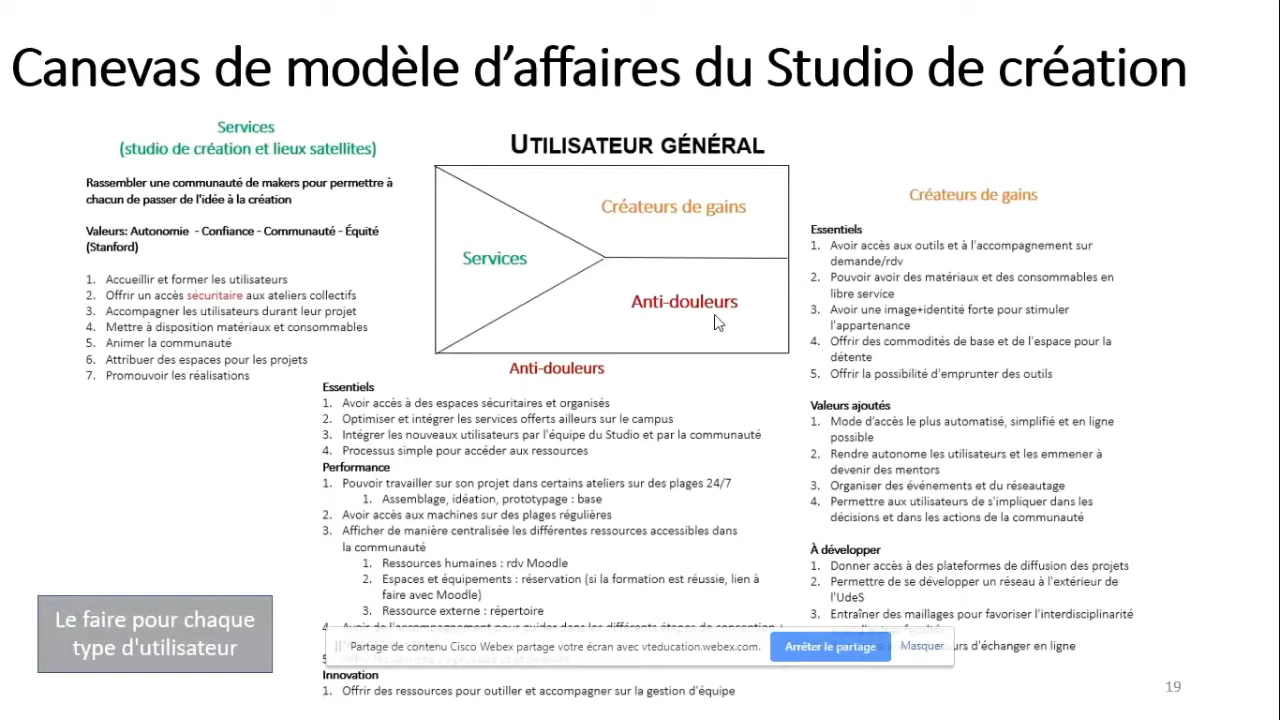 Canevas de modèle d'affaires du Studio de création
Services
(studio de création et lieux satellites)
Rassembler une communauté de makers pour permettre à
chacun de passer de l'idée à la création
Valeurs: Autonomie - Confiance - Communauté - Équité
(Stanford)
1. Accueillir et former les utilisateurs
2. Offrir un accès sécuritaire aux ateliers collectifs
3. Accompagner les utilisateurs durant leur projet
4. Mettre à disposition matériaux et consommables
5. Animer la communauté
6. Attribuer des espaces pour les projets
7. Promouvoir les réalisations
UTILISATEUR GÉNÉRAL
Créateurs de gains
Services
Anti-douleurs
Anti-douleurs
Essentiels
1. Avoir accès à des espaces sécuritaires et organisés
2. Optimiser et intégrer les services offerts ailleurs sur le campus
3. Intégrer les nouveaux utilisateurs par l'équipe du Studio et par la communauté
4. Processus simple pour accéder aux ressources
Performance
1. Pouvoir travailler sur son projet dans certains ateliers sur des plages 24/7
1. Assemblage, idéation, prototypage : base
2. Avoir accès aux machines sur des plages régulières
3. Afficher de manière centralisée les différentes ressources accessibles dans
la communauté
1. Ressources humaines : rdv Moodle
2. Espaces et équipements : réservation (si la formation est réussie, lien à
faire avec Moodle)
3. Ressource externe : répertoire
4. Avoir de l'accompagnement pour guider dans les différentes étapes de conception :
Innovation
1. Offrir des ressources pour outiller et accompagner sur la gestion d'équipe
Créateurs de gains
Essentiels
1. Avoir accès aux outils et à l'accompagnement sur
demande/rdv
2. Pouvoir avoir des matériaux et des consommables en
libre service
3. Avoir une image+identité forte pour stimuler
l'appartenance
4. Offrir des commodités de base et de l'espace pour la
détente
5. Offrir la possibilité d'emprunter des outils
Valeurs ajoutés
1. Mode d'accès le plus automatisé, simplifié et en ligne
possible
2. Rendre autonome les utilisateurs et les emmener à
devenir des mentors
3. Organiser des événements et du réseautage
4. Permettre aux utilisateurs de s'impliquer dans les
décisions et dans les actions de la communauté
À développer
1. Donner accès à des plateformes de diffusion des projets
2. Permettre de se développer un réseau à l'extérieur de
l'UdeS
3. Entraîner des maillages pour favoriser l'interdisciplinarité
d'échanger en ligne
Le faire pour chaque
type d'utilisateur
Partage de contenu Cisco Webex partage votre écran avec vteducation.webex.com.
Arrêter le partage
Masquer
19